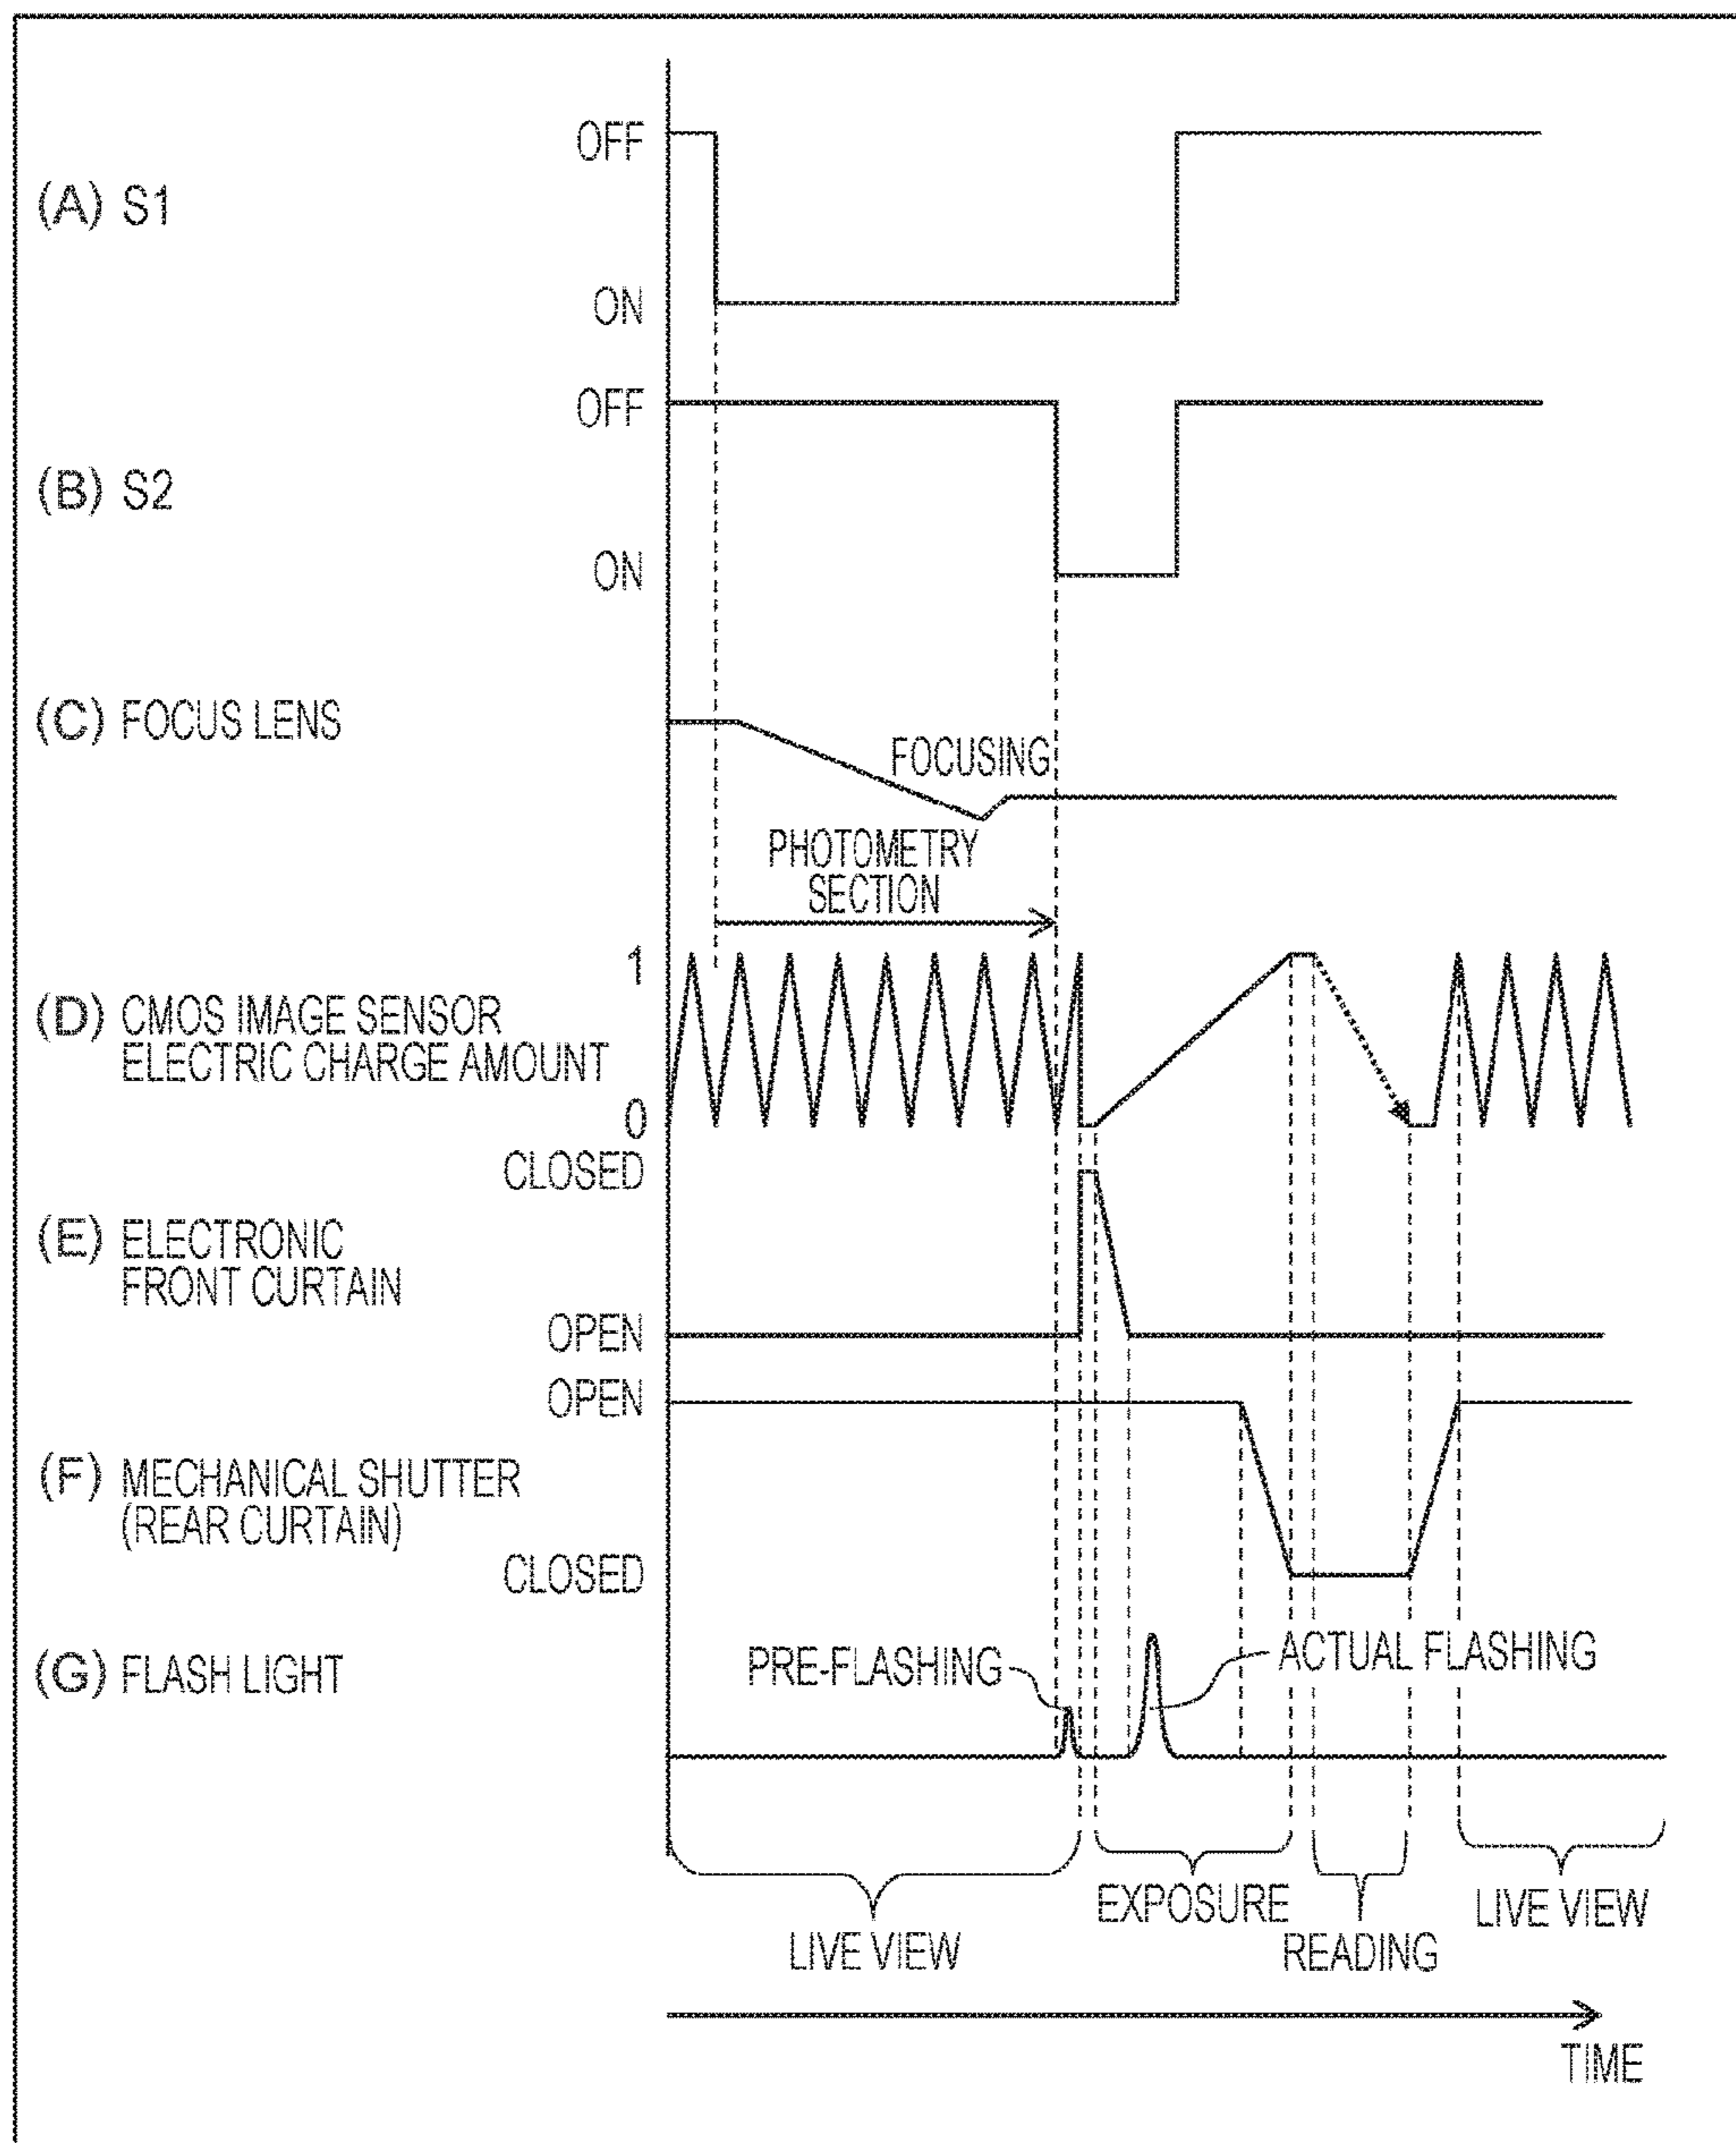 OFF
(A) S1
ON
OFF
(B) S2
ON
(C) FOCUS LENS
FOCUSING
PHOTOMETRY
SECTION
1
(D) CMOS IMAGE SENSOR
ELECTRIC CHARGE AMOUNT
0
CLOSED
(E) ELECTRONIC
FRONT CURTAIN
OPEN
OPEN
(F) MECHANICAL SHUTTER
(REAR CURTAIN)
CLOSED
(G) FLASH LIGHT
PRE-FLASHING
ACTUAL FLASHING
EXPOSURE
LIVE VIEW
LIVE VIEW
READING
TIME